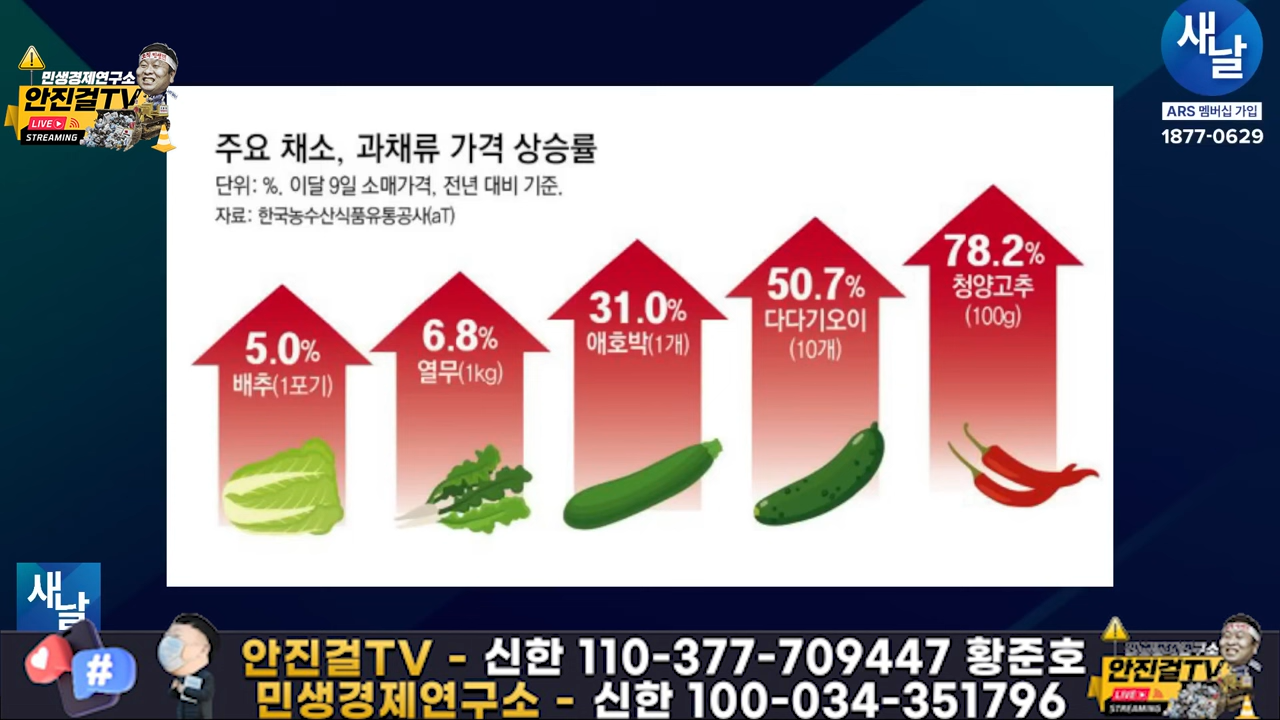 민생경제연구소
안진걸TV
LIVE
STREAMING
새날
ARS 멤버십 가입
1877-0629
주요 채소, 과채류 가격 상승률
단위: %, 이달 9일 소매가격, 전년 대비 기준.
자료: 한국농수산식품유통공사(aT)
5.0%
배추(1포기)
6.8%
열무(1kg)
31.0%
애호박(1개)
50.7%
다다기오이
(10개)
78.2%
청양고추
(100g)
새날
#
안진걸TV - 신한 110-377-709447 황준호
민생경제연구소 - 신한 100-034-351796
안진걸TV
LIVE
STREAMING